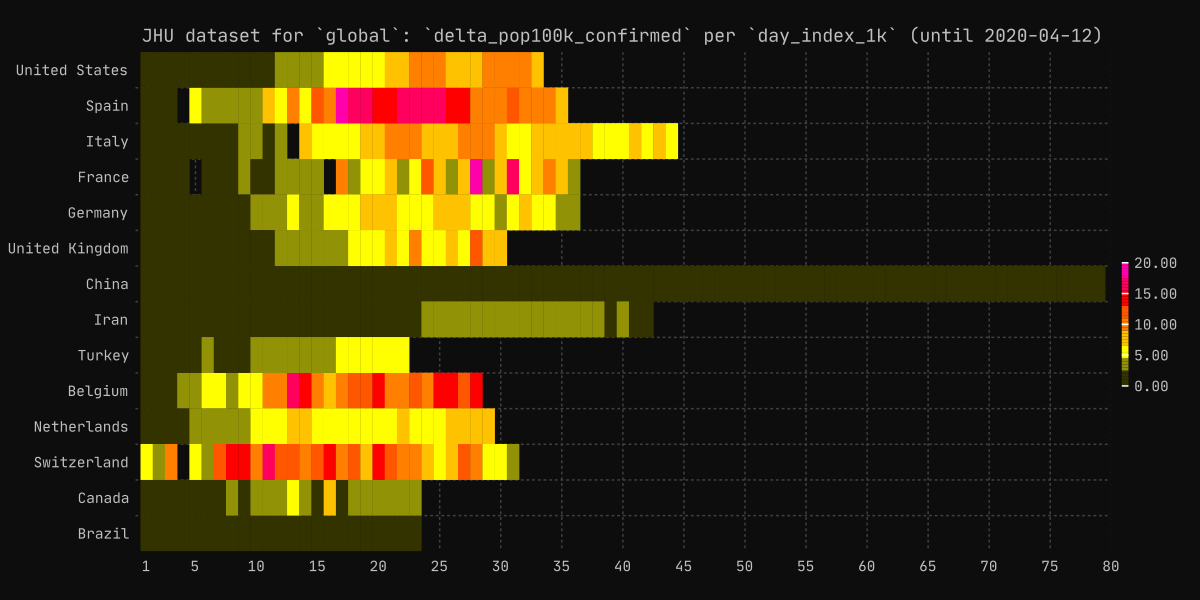 JHU dataset for `global`: `delta_pop100k_confirmed` per `day_index_1k` (until 2020-04-12)
United States
Spain
Italy
France
Germany
United Kingdom
China
Iran
Turkey
Belgium
Netherlands
Switzerland
Canada
Brazil
1 5 10 15 20 25 30 35 40 45 50 55 60 65 70 75 80
20.00
15.00
10.00
5.00
0.00